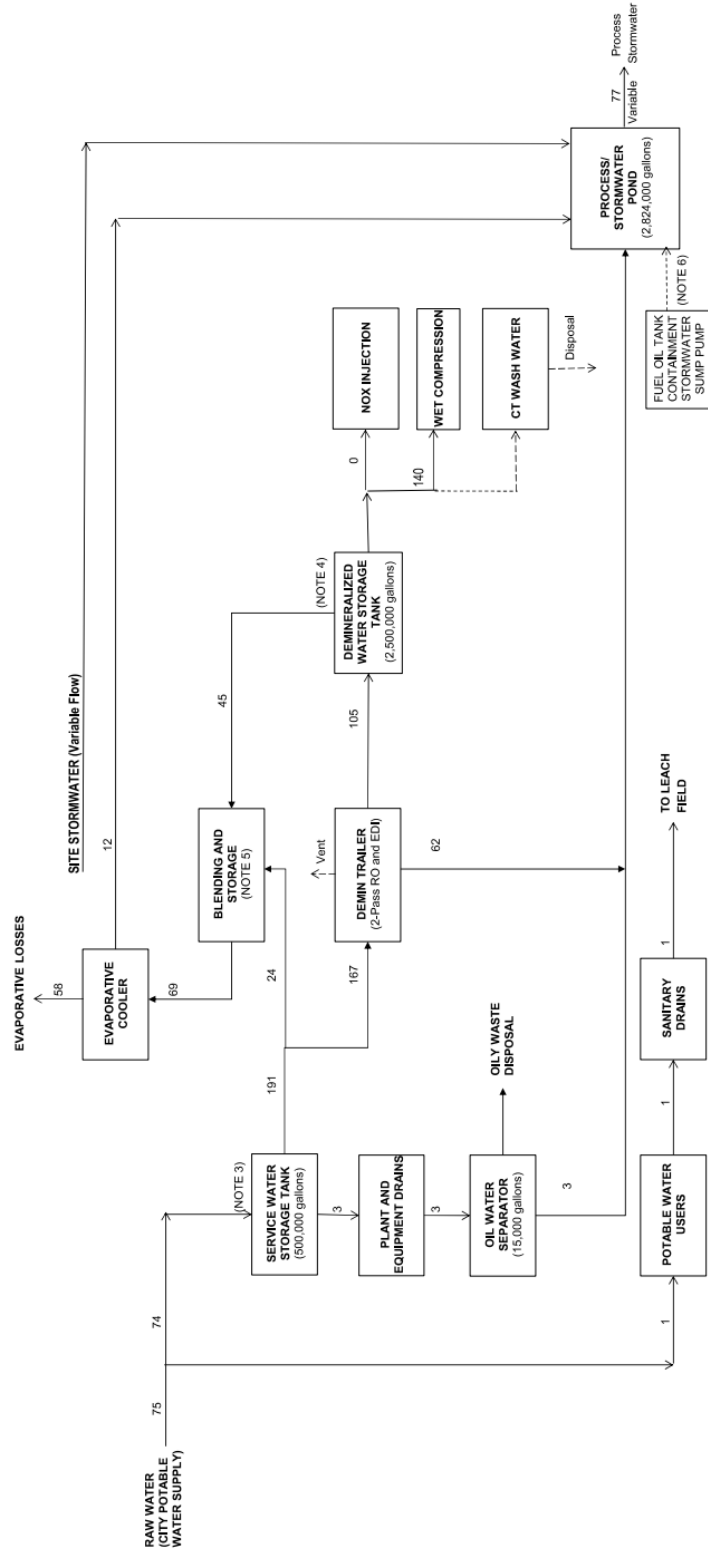 RAW WATER
(CITY POTABLE
WATER SUPPLY)
75
74
1
(NOTE 3)
SERVICE WATER
STORAGE TANK
(500,000 gallons)
191
24
167
3
PLANT AND
EQUIPMENT DRAINS
3
OIL WATER
SEPARATOR
(15,000 gallons)
OILY WASTE
DISPOSAL
3
POTABLE WATER
USERS
1
SANITARY
DRAINS
1
TO LEACH
FIELD
EVAPORATIVE LOSSES
58
EVAPORATIVE
COOLER
12
69
BLENDING AND
STORAGE
(NOTE 5)
45
SITE STORMWATER (Variable Flow)
Vent
DEMIN TRAILER
(2-Pass RO and EDI)
62
105
(NOTE 4)
DEMINERALIZED
WATER STORAGE
TANK
(2,500,000 gallons)
0
140
NOX INJECTION
WET COMPRESSION
CT WASH WATER
Disposal
FUEL OIL TANK
CONTAINMENT
STORMWATER
SUMP PUMP
(NOTE 6)
PROCESS/
STORMWATER
POND
(2,824,000 gallons)
77
Variable
Process
Stormwater